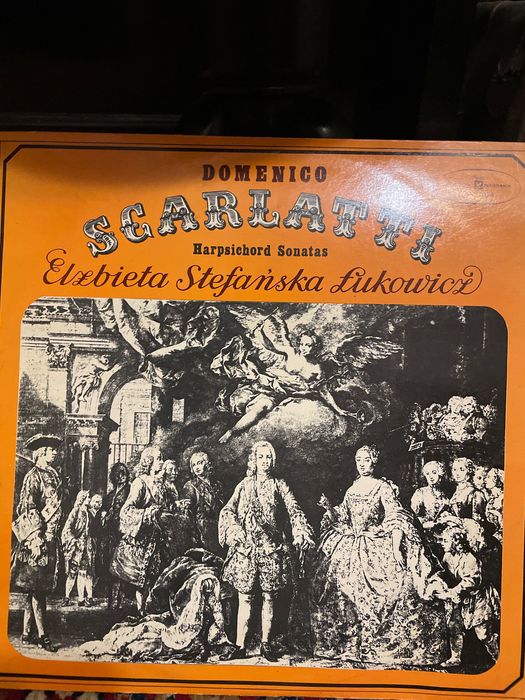 DOMENICO
SCARLATTI
Harpsichord Sonatas
Elżbieta Stefańska Łukowicz